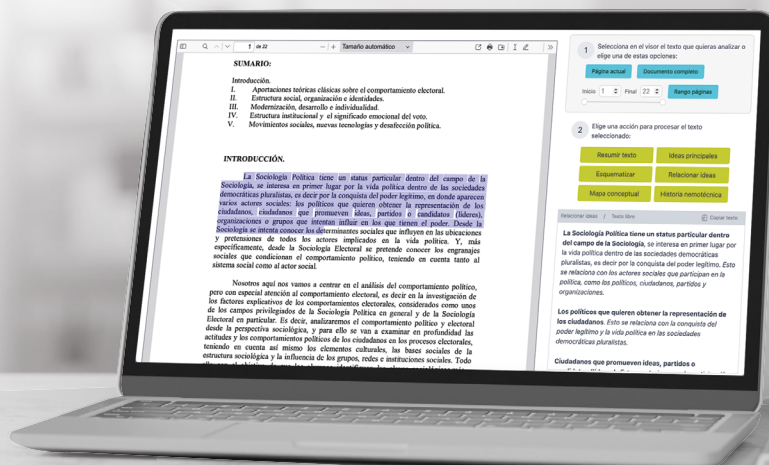 1 de 22
Tamaño automático
SUMARIO:
Introducción.
I. Aportaciones teóricas clásicas sobre el comportamiento electoral.
II. Estructura social, organización e identidades.
III. Modernización, desarrollo e individualidad.
IV. Estructura institucional y el significado emocional del voto.
V. Movimientos sociales, nuevas tecnologías y desafección política.
INTRODUCCIÓN.
La Sociología Política tiene un status particular dentro del campo de la
Sociología, se interesa en primer lugar por la vida política dentro de las sociedades
democráticas pluralistas, es decir por la conquista del poder legítimo, en donde aparecen
varios actores sociales: los políticos que quieren obtener la representación de los
ciudadanos, ciudadanos que promueven ideas, partidos o candidatos (líderes),
organizaciones o grupos que intentan influir en los que tienen el poder. Desde la
Sociología se intenta conocer los determinantes sociales que influyen en las ubicaciones
y pretensiones de todos los actores implicados en la vida política. Y, más
específicamente, desde la Sociología Electoral se pretende conocer los engranajes
sociales que condicionan el comportamiento político, teniendo en cuenta tanto al
sistema social como al actor social.
Nosotros aquí nos vamos a centrar en el análisis del comportamiento político,
pero con especial atención al comportamiento electoral, es decir en la investigación de
los factores explicativos de los comportamientos electorales, considerados como unos
de los campos privilegiados de la Sociología Política en general y de la Sociología
Electoral en particular. Es decir, analizaremos el comportamiento político y electoral
desde la perspectiva sociológica, y para ello se van a examinar en profundidad las
actitudes y los comportamientos políticos de los ciudadanos en los procesos electorales,
teniendo en cuenta así mismo los elementos culturales, las bases sociales de la
estructura sociológica y la influencia de los grupos, redes e instituciones sociales. Todo
1 Selecciona en el visor el texto que quieras analizar o
elige una de estas opciones:
Página actual Documento completo
Inicio 1 Final 22 Rango páginas
2 Elige una acción para procesar el texto
seleccionado:
Resumir texto Ideas principales
Esquematizar Relacionar ideas
Mapa conceptual Historia nemotécnica
Relacionar ideas / Texto libre Copiar texto
La Sociología Política tiene un status particular dentro
del campo de la Sociología, se interesa en primer lugar por
la vida política dentro de las sociedades democráticas
pluralistas, es decir por la conquista del poder legítimo. Esto
se relaciona con los actores sociales que participan en la
política, como los políticos, ciudadanos, partidos y
organizaciones.
Los políticos que quieren obtener la representación de
los ciudadanos. Esto se relaciona con la conquista del
poder legítimo y la vida política en las sociedades
democráticas pluralistas.
Ciudadanos que promueven ideas, partidos o